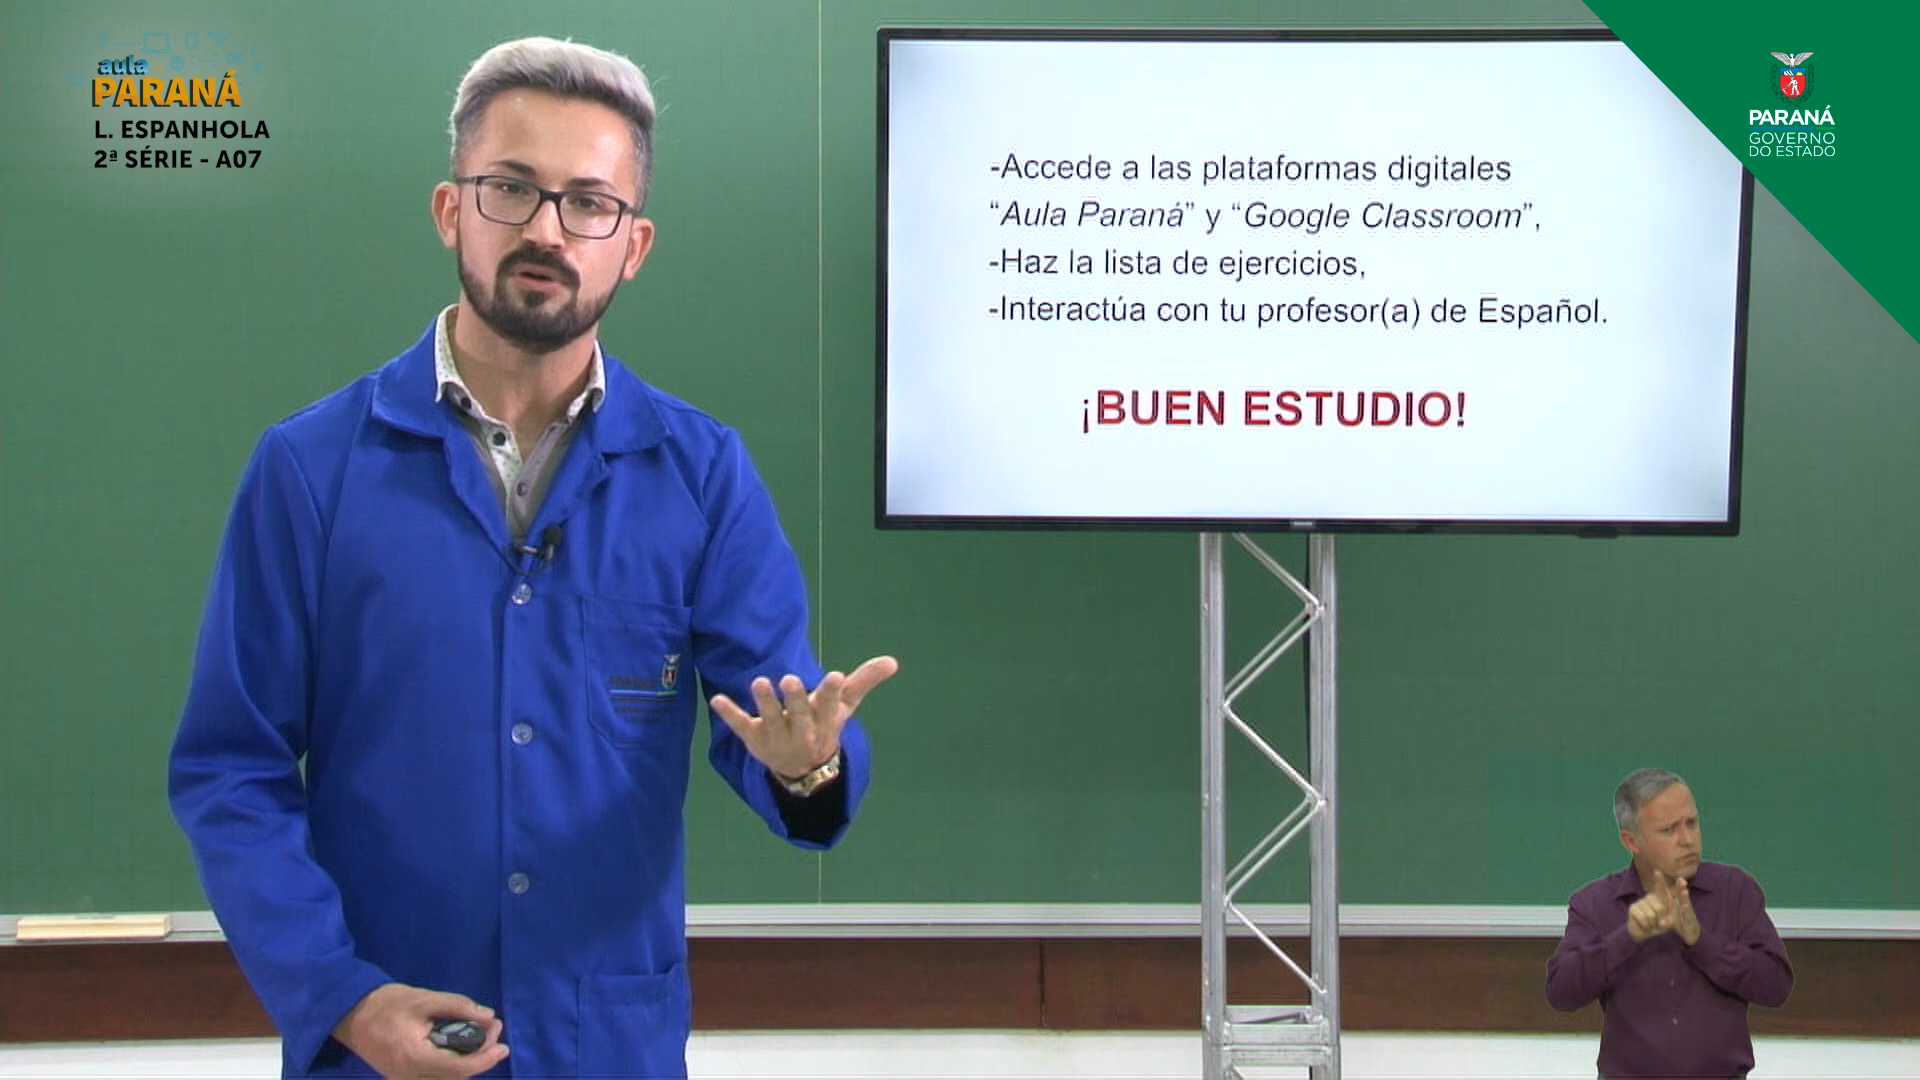 aula
PARANÁ
L. ESPANHOLA
2ª SÉRIE - A07
-Accede a las plataformas digitales
“Aula Paraná” y “Google Classroom”,
-Haz la lista de ejercicios,
-Interactúa con tu profesor(a) de Español.
¡BUEN ESTUDIO!
PARANÁ
GOVERNO
DO ESTADO